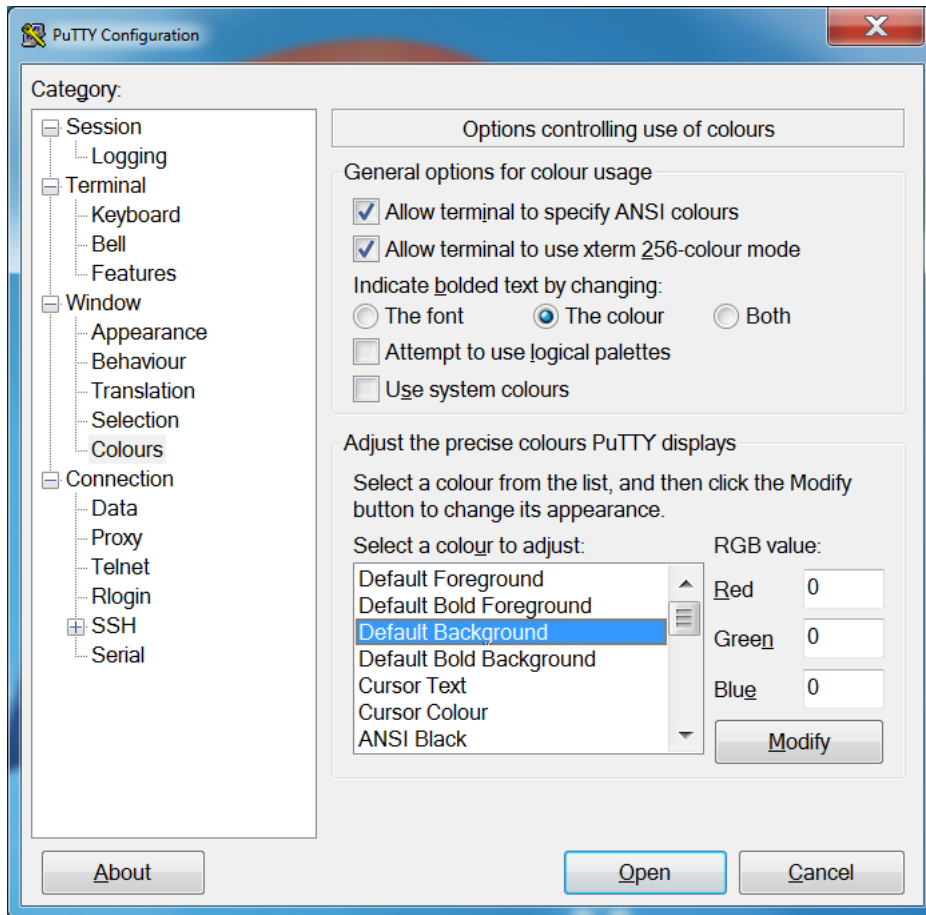 PuTTY Configuration
Category:
Session
Logging
Terminal
Keyboard
Bell
Features
Window
Appearance
Behaviour
Translation
Selection
Colours
Connection
Data
Proxy
Telnet
Rlogin
SSH
Serial
Options controlling use of colours
General options for colour usage
Allow terminal to specify ANSI colours
Allow terminal to use xterm 256-colour mode
Indicate bolded text by changing:
The font The colour Both
Attempt to use logical palettes
Use system colours
Adjust the precise colours PuTTY displays
Select a colour from the list, and then click the Modify
button to change its appearance.
Select a colour to adjust:
Default Foreground
Default Bold Foreground
Default Background
Default Bold Background
Cursor Text
Cursor Colour
ANSI Black
RGB value:
Red 0
Green 0
Blue 0
Modify
About Open Cancel